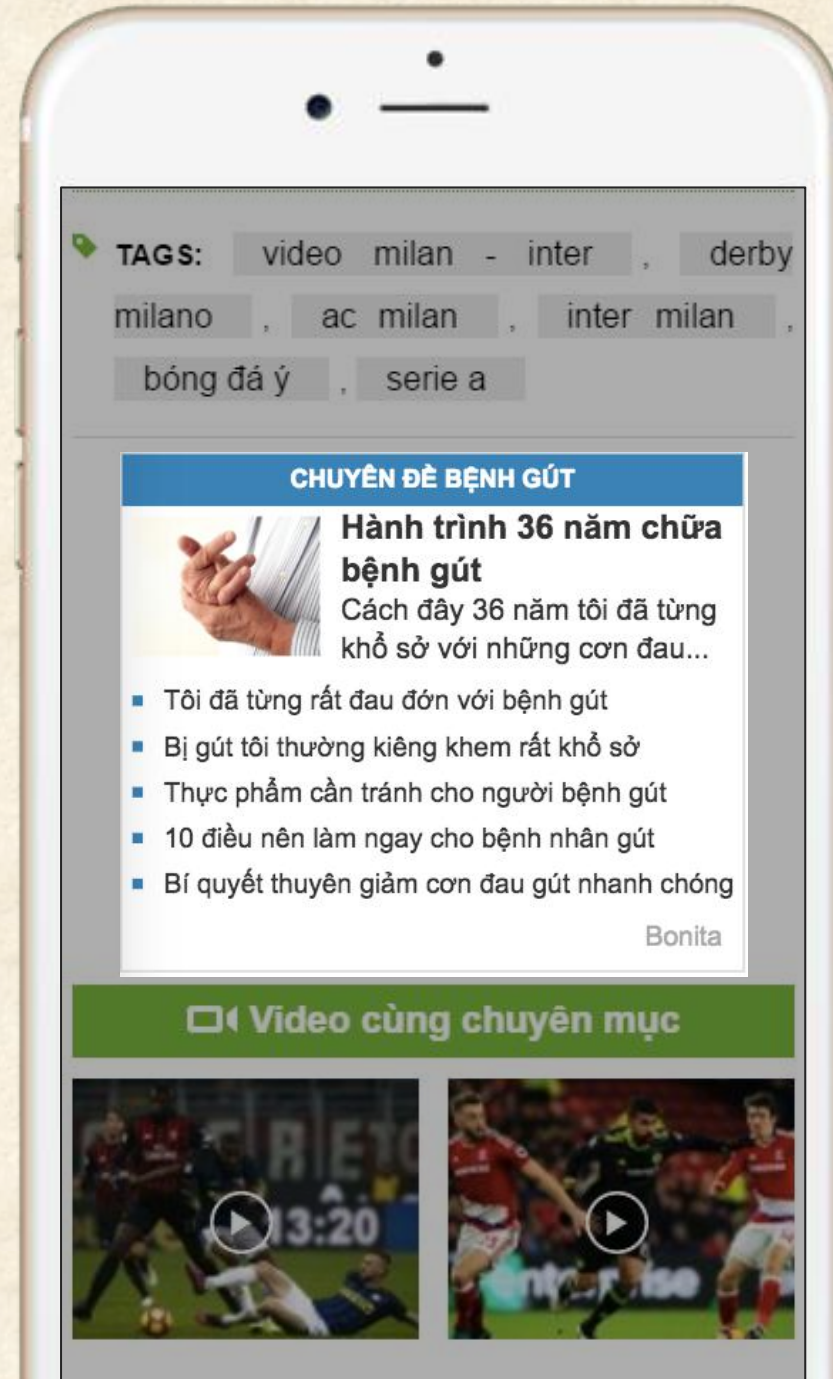 TAGS: video milan - inter , derby
milano , ac milan , inter milan ,
bóng đá ý , serie a
CHUYÊN ĐỀ BỆNH GÚT
Hành trình 36 năm chữa
bệnh gút
Cách đây 36 năm tôi đã từng
khổ sở với những cơn đau...
Tôi đã từng rất đau đớn với bệnh gút
Bị gút tôi thường kiêng khem rất khổ sở
Thực phẩm cần tránh cho người bệnh gút
10 điều nên làm ngay cho bệnh nhân gút
Bí quyết thuyên giảm cơn đau gút nhanh chóng
Bonita
Video cùng chuyên mục
13:20